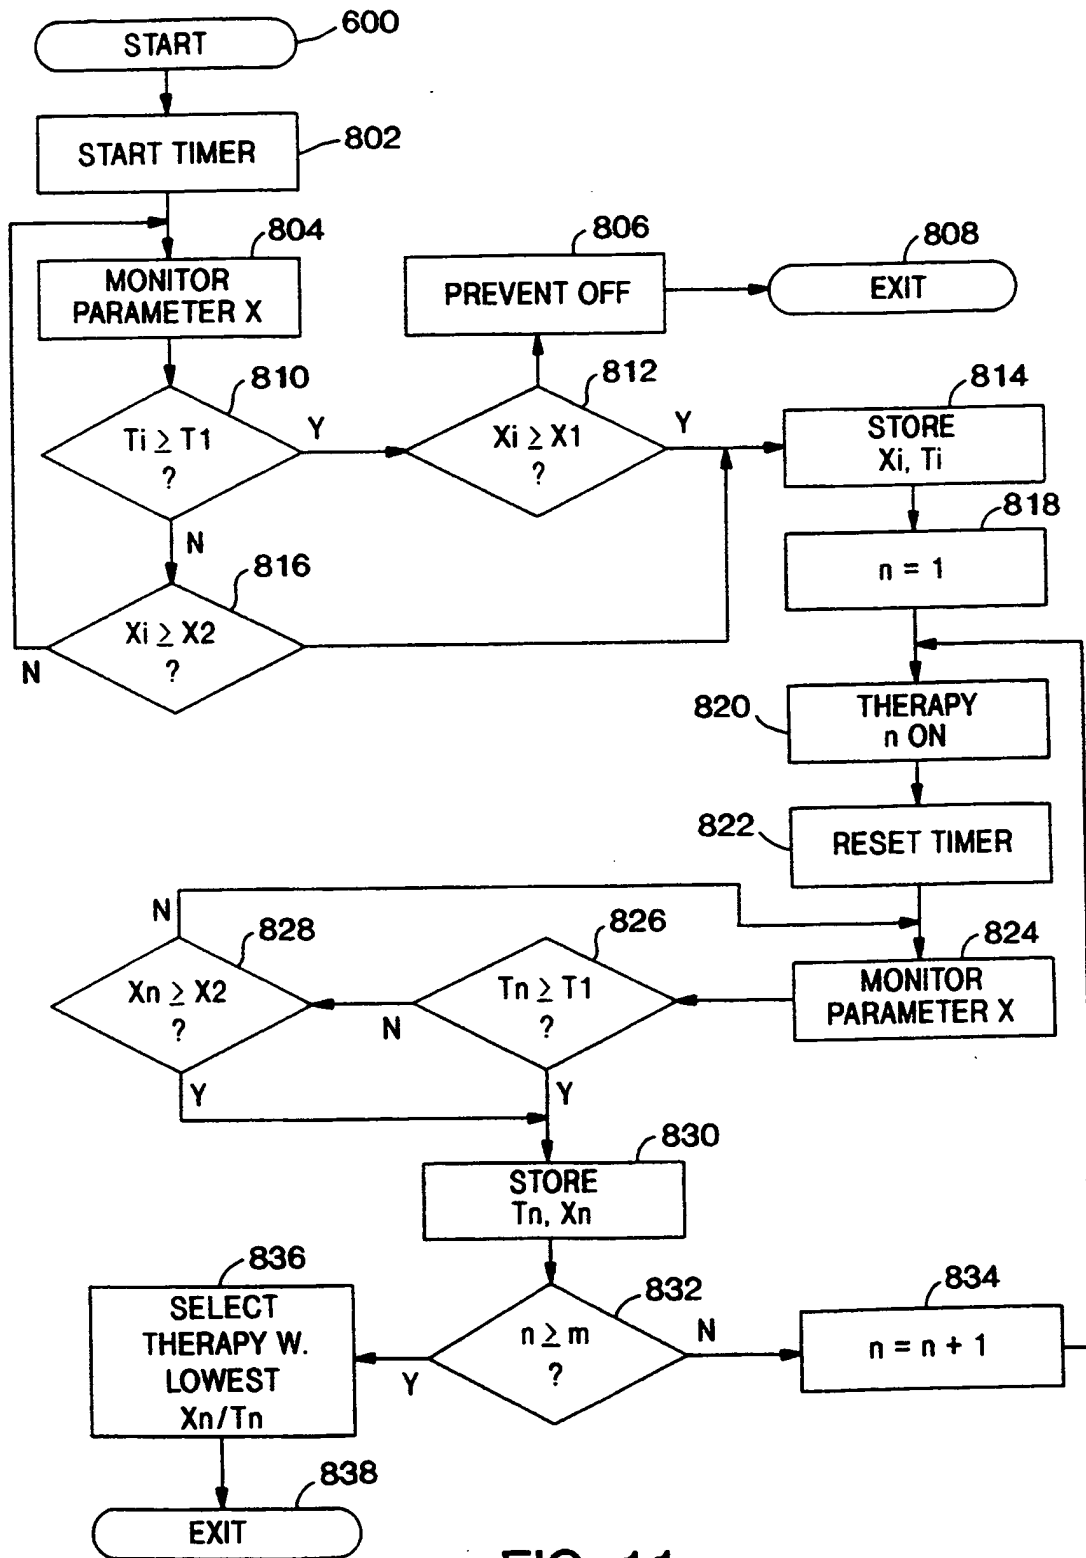 START
600
START TIMER
802
804
MONITOR
PARAMETER X
806
PREVENT OFF
808
EXIT
810
Ti ≥ T1
?
Y
N
812
Xi ≥ X1
?
Y
814
STORE
Xi, Ti
816
Xi ≥ X2
?
N
818
n = 1
820
THERAPY
n ON
822
RESET TIMER
824
MONITOR
PARAMETER X
826
Tn ≥ T1
?
N
Y
828
N
Xn ≥ X2
?
Y
830
STORE
Tn, Xn
832
n ≥ m
?
Y
N
834
n = n + 1
836
SELECT
THERAPY W.
LOWEST
Xn/Tn
838
EXIT
FIG. 11